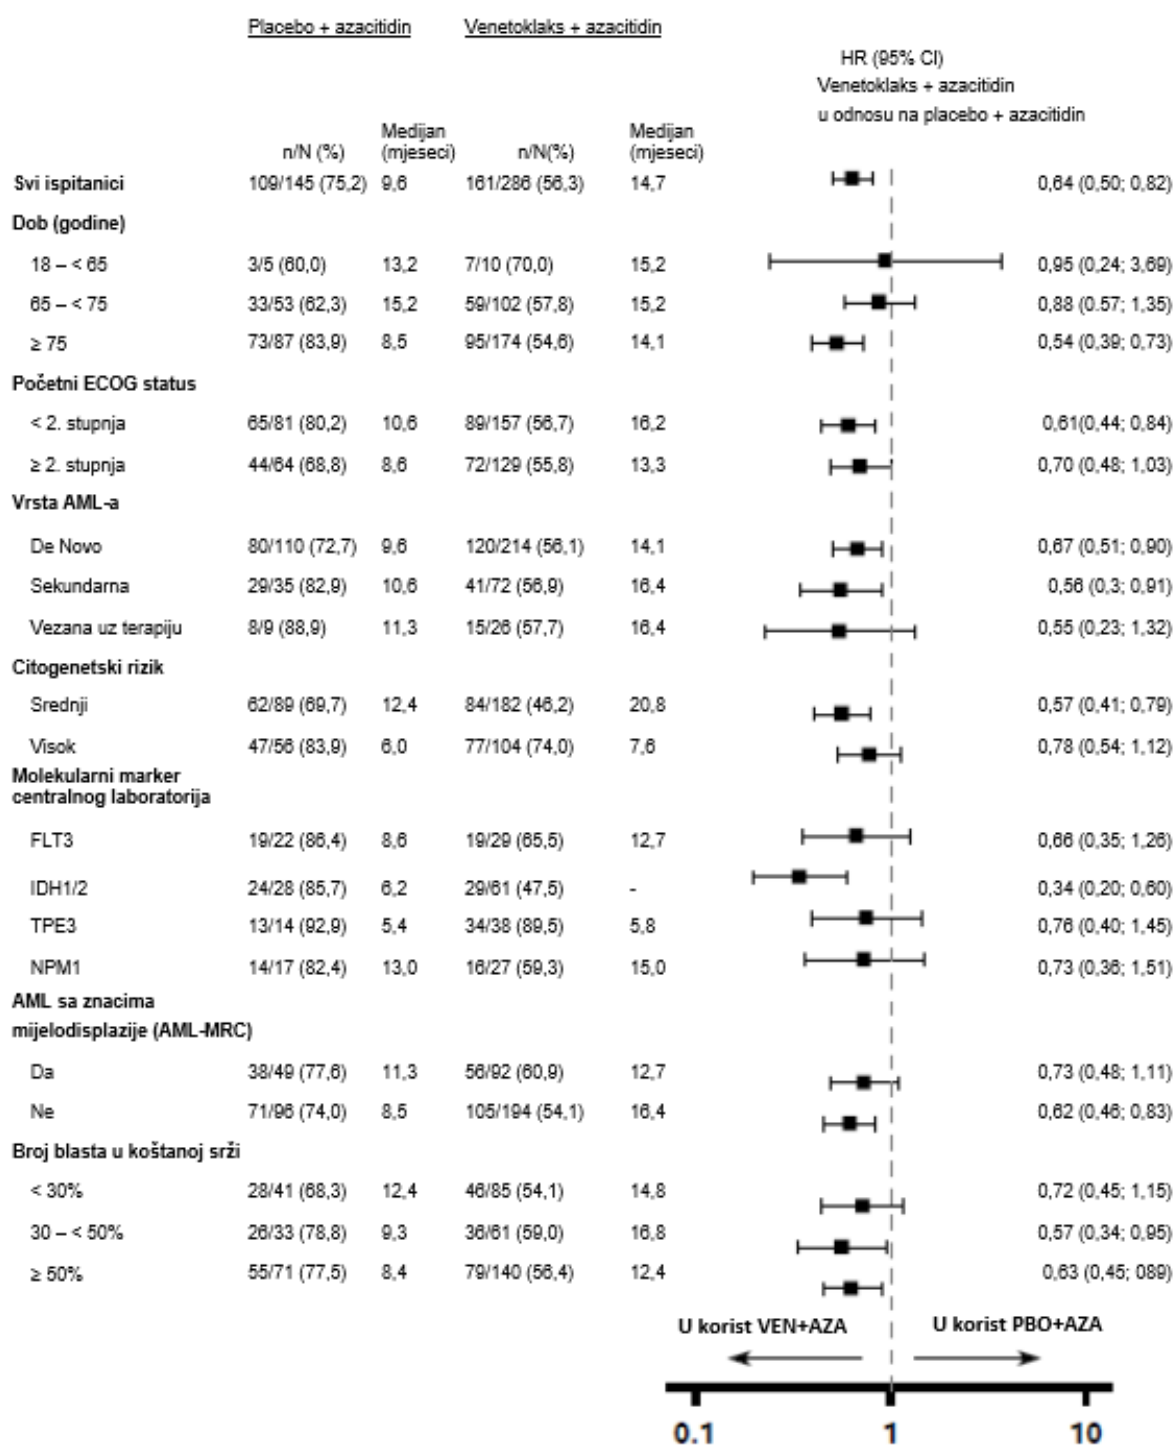 Placebo + azacitidin Venetoklaks + azacitidin
HR (95% CI)
Venetoklaks + azacitidin
u odnosu na placebo + azacitidin
n/N (%) Medijan (mjeseci) n/N(%) Medijan (mjeseci)
Svi ispitanici 109/145 (75,2) 9,6 161/286 (56,3) 14,7 0,64 (0,50; 0,82)
Dob (godine)
18 – < 65 3/5 (60,0) 13,2 7/10 (70,0) 15,2 0,95 (0,24; 3,69)
65 – < 75 33/53 (62,3) 15,2 59/102 (57,8) 15,2 0,88 (0,57; 1,35)
≥ 75 73/87 (83,9) 8,5 95/174 (54,6) 14,1 0,54 (0,39; 0,73)
Početni ECOG status
< 2. stupnja 65/81 (80,2) 10,6 89/157 (56,7) 16,2 0,61(0,44; 0,84)
≥ 2. stupnja 44/64 (68,8) 8,6 72/129 (55,8) 13,3 0,70 (0,48; 1,03)
Vrsta AML-a
De Novo 80/110 (72,7) 9,6 120/214 (56,1) 14,1 0,67 (0,51; 0,90)
Sekundarna 29/35 (82,9) 10,6 41/72 (56,9) 16,4 0,56 (0,3; 0,91)
Vezana uz terapiju 8/9 (88,9) 11,3 15/26 (57,7) 16,4 0,55 (0,23; 1,32)
Citogenetski rizik
Srednji 62/89 (69,7) 12,4 84/182 (46,2) 20,8 0,57 (0,41; 0,79)
Visok 47/56 (83,9) 6,0 77/104 (74,0) 7,6 0,78 (0,54; 1,12)
Molekularni marker
centralnog laboratorija
FLT3 19/22 (86,4) 8,6 19/29 (65,5) 12,7 0,66 (0,35; 1,26)
IDH1/2 24/28 (85,7) 6,2 29/61 (47,5) - 0,34 (0,20; 0,60)
TPE3 13/14 (92,9) 5,4 34/38 (89,5) 5,8 0,76 (0,40; 1,45)
NPM1 14/17 (82,4) 13,0 16/27 (59,3) 15,0 0,73 (0,36; 1,51)
AML sa znacima
mijelodisplazije (AML-MRC)
Da 38/49 (77,6) 11,3 56/92 (60,9) 12,7 0,73 (0,48; 1,11)
Ne 71/96 (74,0) 8,5 105/194 (54,1) 16,4 0,62 (0,46; 0,83)
Broj blasta u koštanoj srži
< 30% 28/41 (68,3) 12,4 46/85 (54,1) 14,8 0,72 (0,45; 1,15)
30 – < 50% 26/33 (78,8) 9,3 36/61 (59,0) 16,8 0,57 (0,34; 0,95)
≥ 50% 55/71 (77,5) 8,4 79/140 (56,4) 12,4 0,63 (0,45; 089)
U korist VEN+AZA U korist PBO+AZA
0.1 1 10